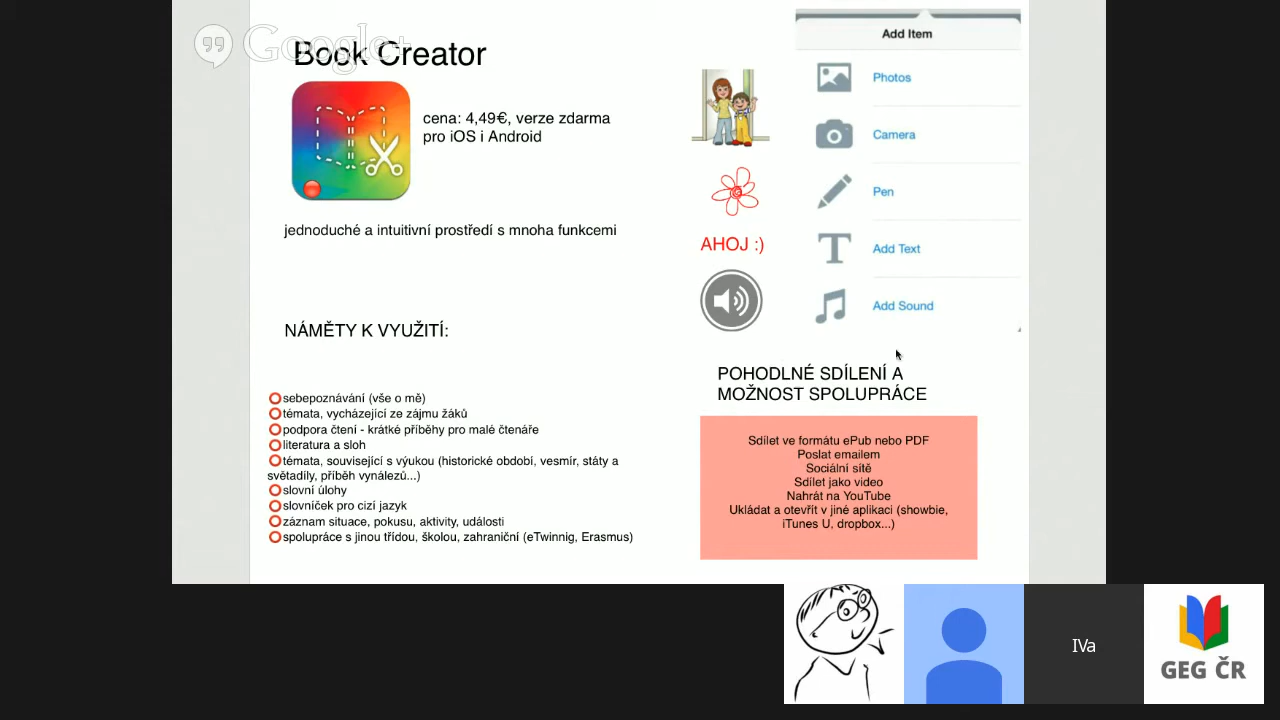 Google+
Book Creator
cena: 4,49€, verze zdarma
pro iOS i Android
jednoduché a intuitivní prostředí s mnoha funkcemi
NÁMĚTY K VYUŽITÍ:
sebepoznávání (vše o mě)
témata, vycházející ze zájmu žáků
podpora čtení - krátké příběhy pro malé čtenáře
literatura a sloh
témata, související s výukou (historické období, vesmír, státy a
světadíly, příběh vynálezů...)
slovní úlohy
slovníček pro cizí jazyk
záznam situace, pokusu, aktivity, události
spolupráce s jinou třídou, školou, zahraniční (eTwinnig, Erasmus)
Add Item
Photos
Camera
Pen
AHOJ :)
Add Text
Add Sound
POHODLNÉ SDÍLENÍ A
MOŽNOST SPOLUPRÁCE
Sdílet ve formátu ePub nebo PDF
Poslat emailem
Sociální sítě
Sdílet jako video
Nahrát na YouTube
Ukládat a otevřít v jiné aplikaci (showbie,
iTunes U, dropbox...)
IVa
GEG ČR